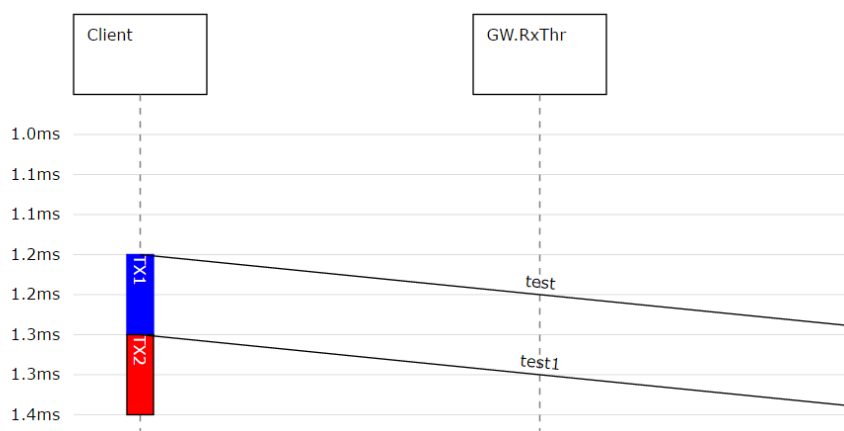 Client
GW.RxThr
1.0ms
1.1ms
1.1ms
1.2ms
TX1
test
1.2ms
1.3ms
TX2
test1
1.3ms
1.4ms